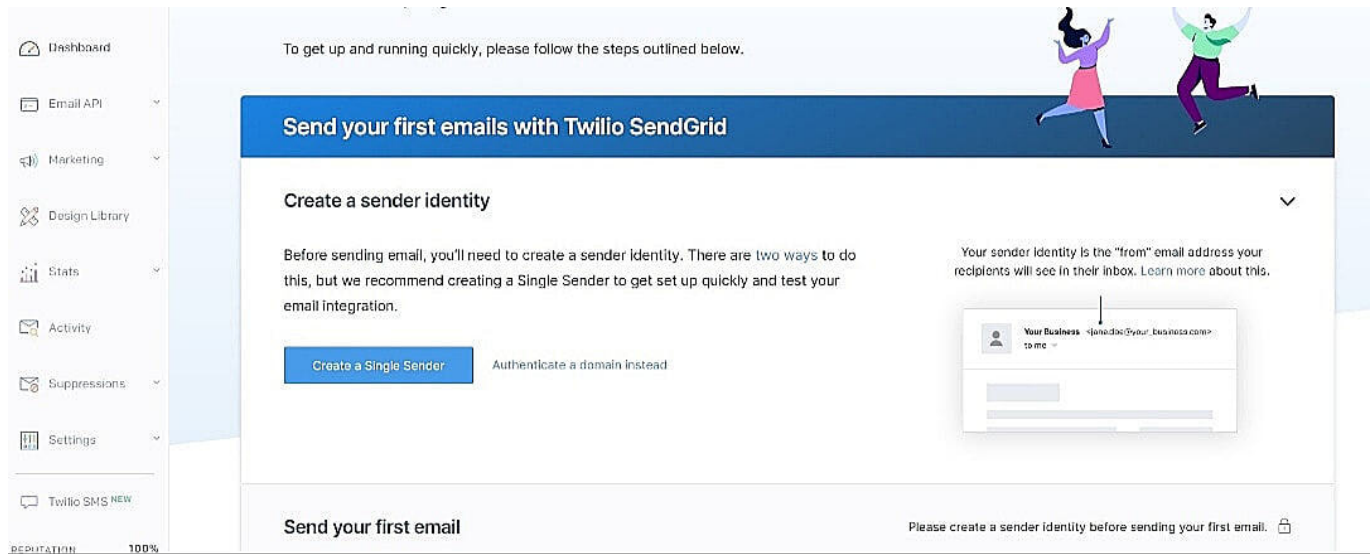 To get up and running quickly, please follow the steps outlined below.
Dashboard
Email API
Marketing
Design Library
Stats
Activity
Suppressions
Settings
Twilio SMS NEW
REPUTATION 100%
Send your first emails with Twilio SendGrid
Create a sender identity
Before sending email, you'll need to create a sender identity. There are two ways to do
this, but we recommend creating a Single Sender to get set up quickly and test your
email integration.
Create a Single Sender
Authenticate a domain instead
Your sender identity is the "from" email address your
recipients will see in their inbox. Learn more about this.
Your Business <jane.doe@your_business.com>
to me
Send your first email
Please create a sender identity before sending your first email.